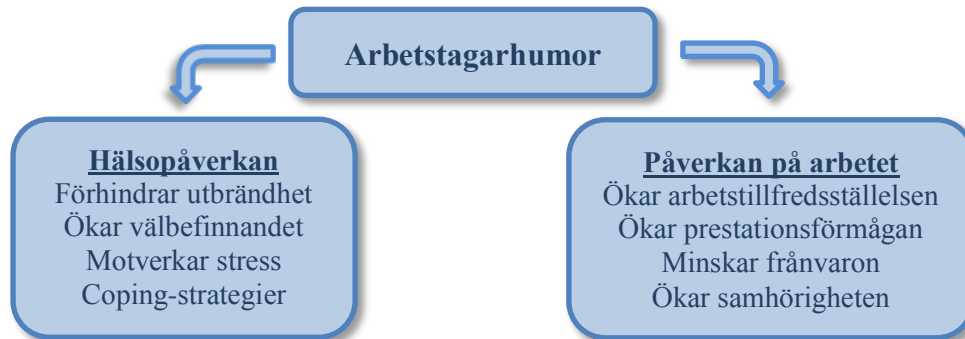 Arbetstagarhumor
Hälsopåverkan
Förhindrar utbrändhet
Ökar välbefinnandet
Motverkar stress
Coping-strategier
Påverkan på arbetet
Ökar arbetstillfredsställelsen
Ökar prestationsförmågan
Minskar frånvaron
Ökar samhörigheten